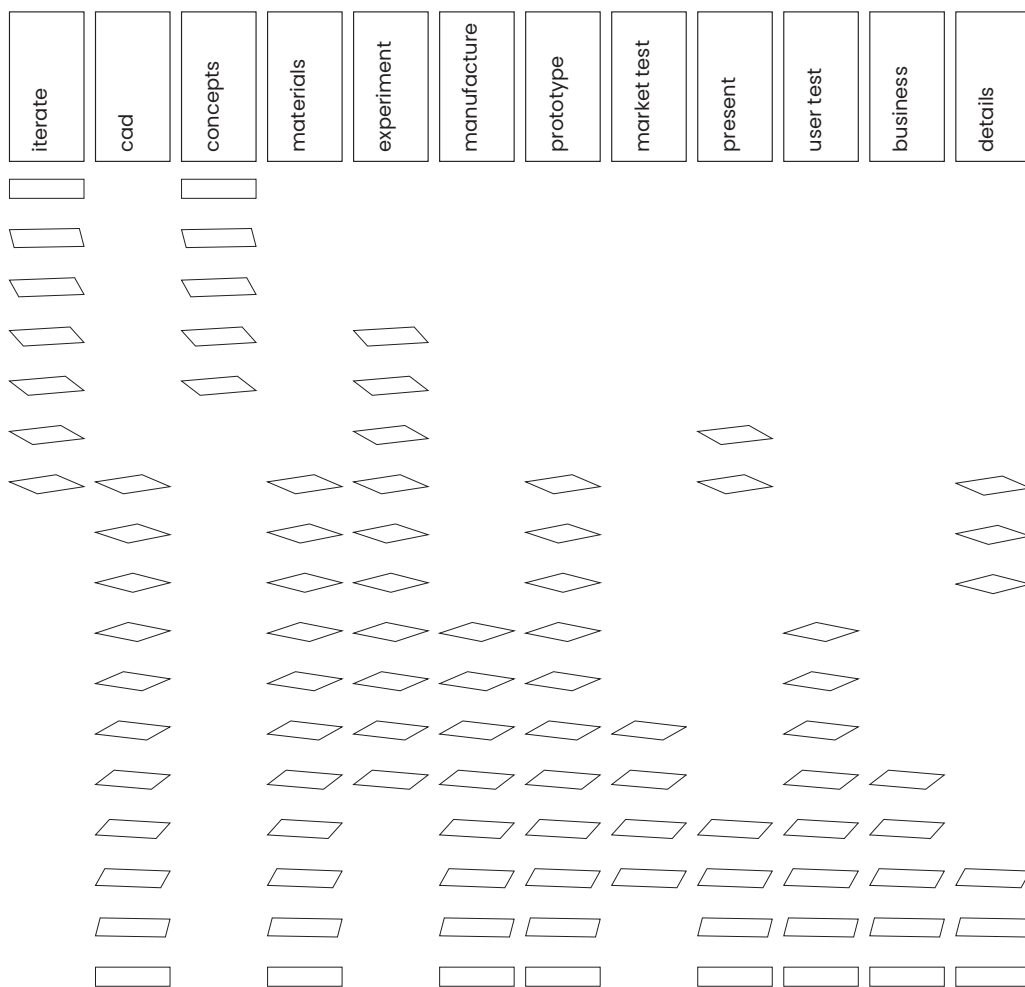 iterate
cad
concepts
materials
experiment
manufacture
prototype
market test
present
user test
business
details